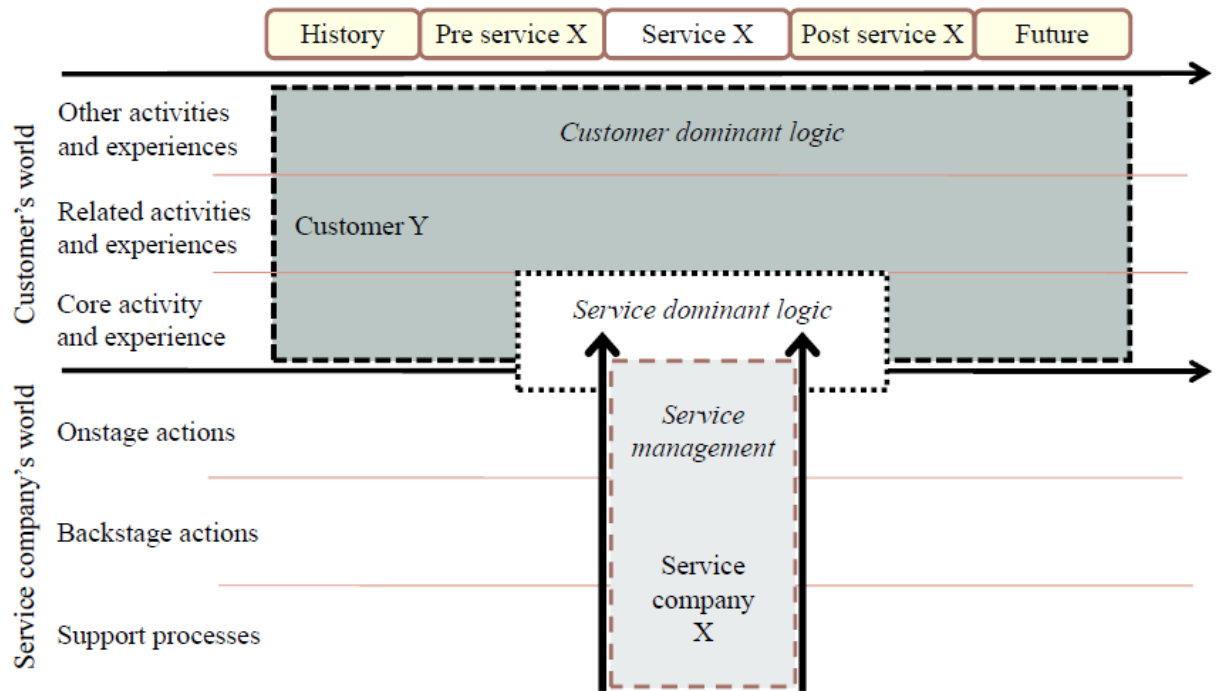 History
Pre service X
Service X
Post service X
Future
Customer's world
Other activities
and experiences
Customer dominant logic
Related activities
and experiences
Customer Y
Core activity
and experience
Service dominant logic
Service company's world
Onstage actions
Service
management
Backstage actions
Service
company
X
Support processes